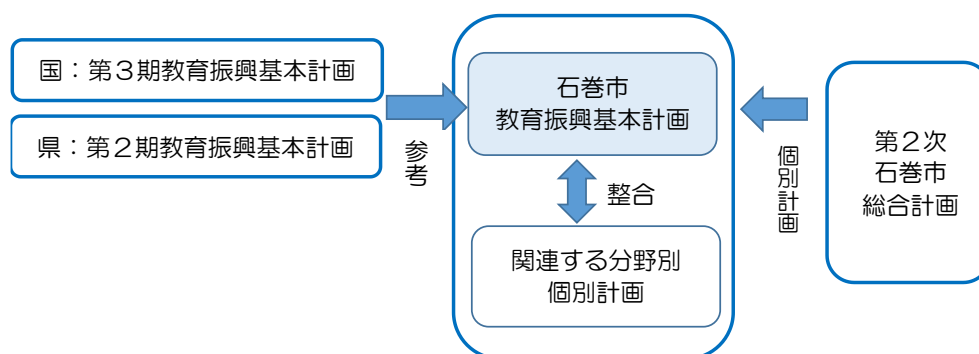 国：第３期教育振興基本計画
県：第２期教育振興基本計画
参考
石巻市
教育振興基本計画
整合
関連する分野別
個別計画
個別計画
第２次
石巻市
総合計画